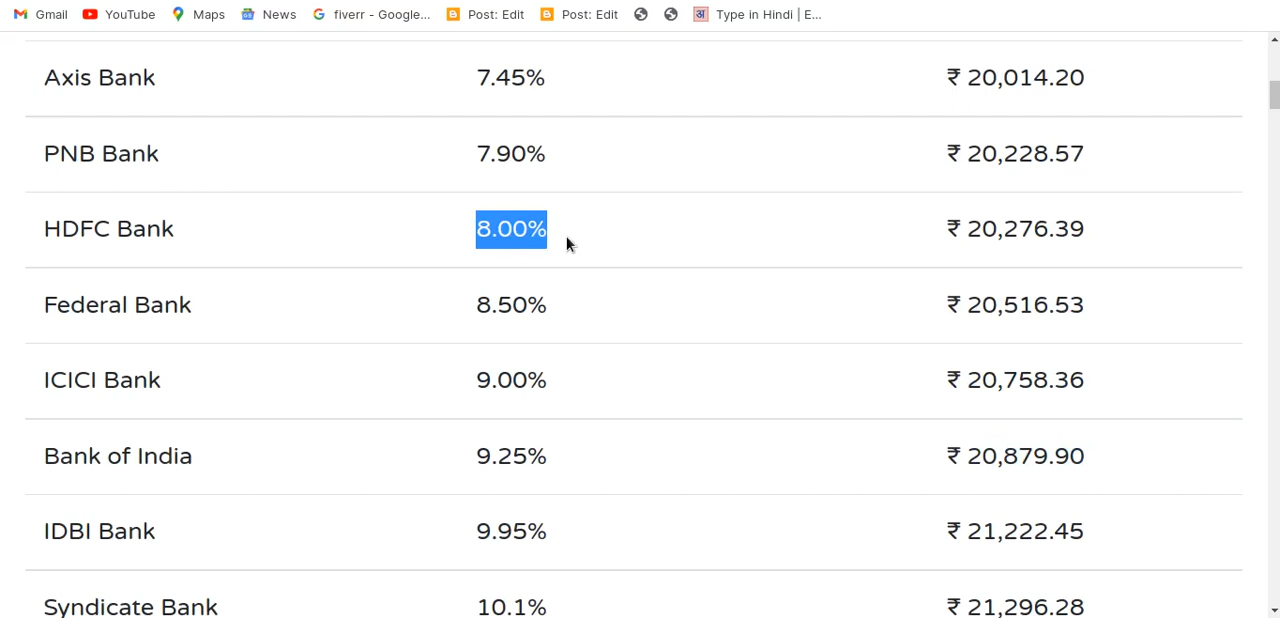 Gmail YouTube Maps News fiverr - Google... Post: Edit Post: Edit अ Type in Hindi | E...
Axis Bank 7.45% ₹ 20,014.20
PNB Bank 7.90% ₹ 20,228.57
HDFC Bank 8.00% ₹ 20,276.39
Federal Bank 8.50% ₹ 20,516.53
ICICI Bank 9.00% ₹ 20,758.36
Bank of India 9.25% ₹ 20,879.90
IDBI Bank 9.95% ₹ 21,222.45
Syndicate Bank 10.1% ₹ 21,296.28